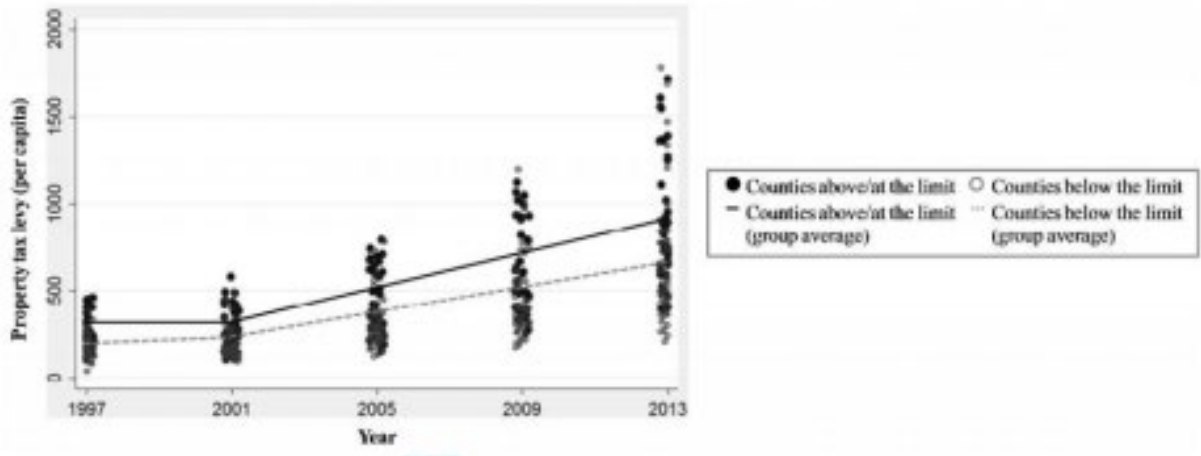 Property tax levy (per capita)
2000
1500
1000
500
0
1997 2001 2005 2009 2013
Year
Counties above/at the limit Counties below the limit
Counties above/at the limit Counties below the limit
(group average) (group average)